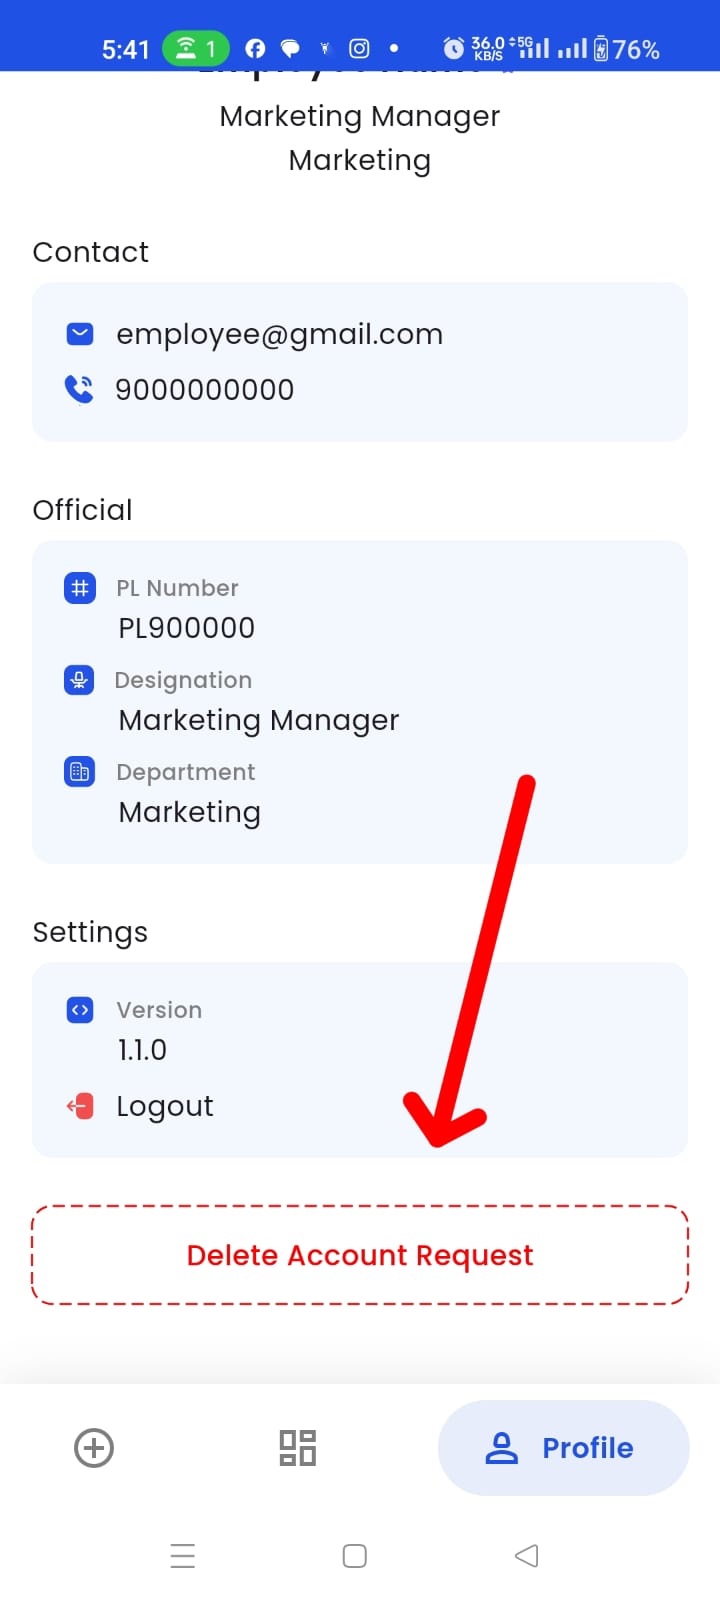 5:41 1 36.0 KB/S 5G 76%
Marketing Manager
Marketing
Contact
employee@gmail.com
9000000000
Official
PL Number
PL900000
Designation
Marketing Manager
Department
Marketing
Settings
Version
1.1.0
Logout
Delete Account Request
Profile